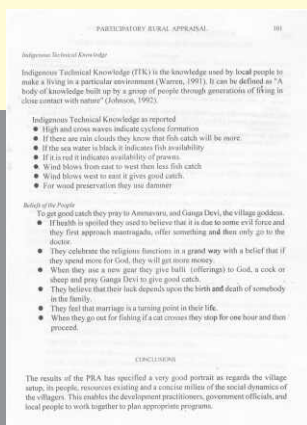 PARTICIPATORY RURAL APPRAISAL 101
Indigenous Technical Knowledge
Indigenous Technical Knowledge (ITK) is the knowledge used by local people to
make a living in a particular environment (Warren, 1991). It can be defined as "A
body of knowledge built up by a group of people through generations of living in
close contact with nature" (Johnson, 1992).
Indigenous Technical Knowledge as reported
● High and cross waves indicate cyclone formation
● If there are rain clouds they know that fish catch will be more.
● If the sea water is black it indicates fish availability
● If it is red it indicates availability of prawns.
● Wind blows from east to west then less fish catch
● Wind blows west to east it gives good catch.
● For wood preservation they use dammer
Beliefs of the People
To get good catch they pray to Ammavaru, and Ganga Devi, the village goddess.
● If health is spoiled they used to believe that it is due to some evil force and
they first approach mantragadu, offer something and then only go to the
doctor.
● They celebrate the religious functions in a grand way with a belief that if
they spend more for God, they will get more money.
● When they use a new gear they give balli (offerings) to God, a cock or
sheep and pray Ganga Devi to give good catch.
● They believe that their luck depends upon the birth and death of somebody
in the family.
● They feel that marriage is a turning point in their life.
● When they go out for fishing if a cat crosses they stop for one hour and then
proceed.
CONCLUSIONS
The results of the PRA has specified a very good portrait as regards the village
setup, its people, resources existing and a concise milieu of the social dynamics of
the villagers. This enables the development practitioners, government officials, and
local people to work together to plan appropriate programs.